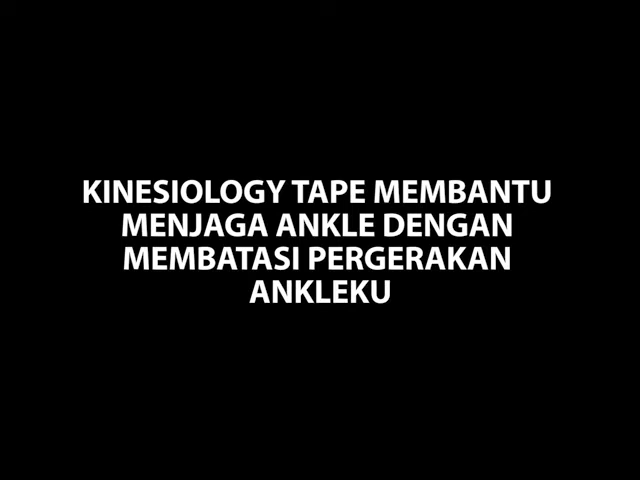 KINESIOLOGY TAPE MEMBANTU
MENJAGA ANKLE DENGAN
MEMBATASI PERGERAKAN
ANKLEKU